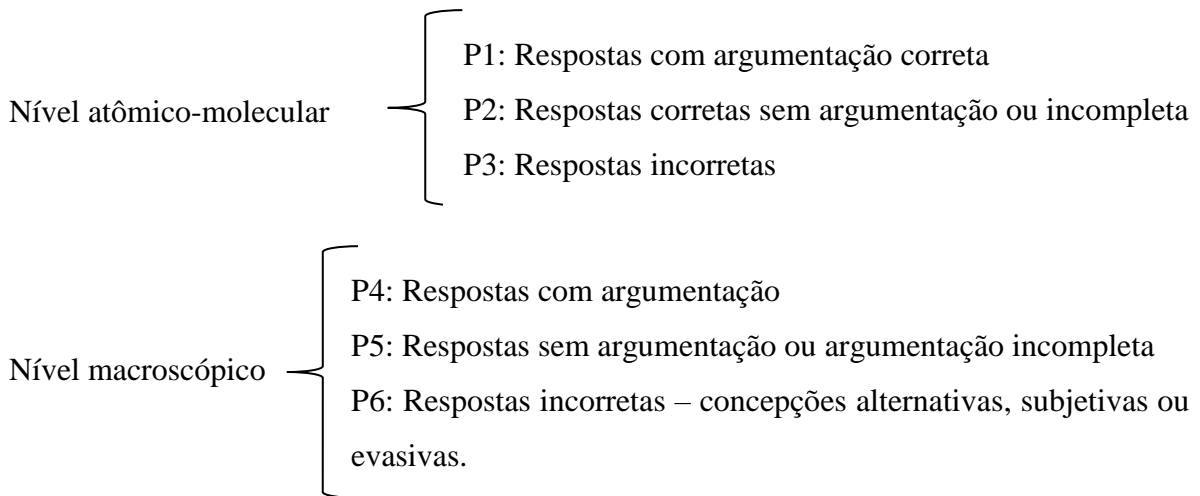 P1: Respostas com argumentação correta
Nível atômico-molecular
P2: Respostas corretas sem argumentação ou incompleta
P3: Respostas incorretas
P4: Respostas com argumentação
P5: Respostas sem argumentação ou argumentação incompleta
Nível macroscópico
P6: Respostas incorretas – concepções alternativas, subjetivas ou
evasivas.